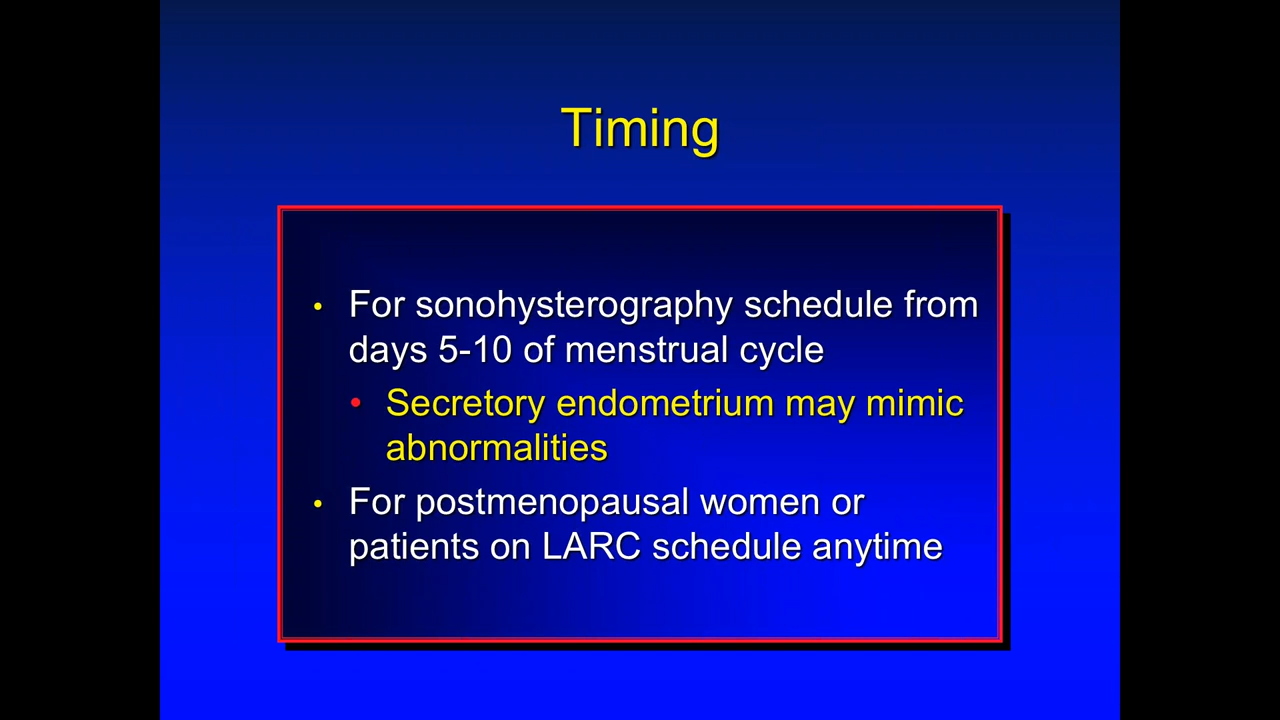 Timing
• For sonohysterography schedule from
days 5-10 of menstrual cycle
• Secretory endometrium may mimic
abnormalities
• For postmenopausal women or
patients on LARC schedule anytime